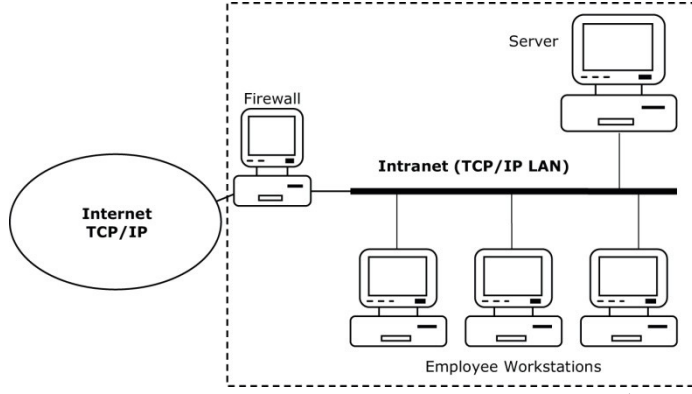 Server
Firewall
Intranet (TCP/IP LAN)
Internet
TCP/IP
Employee Workstations